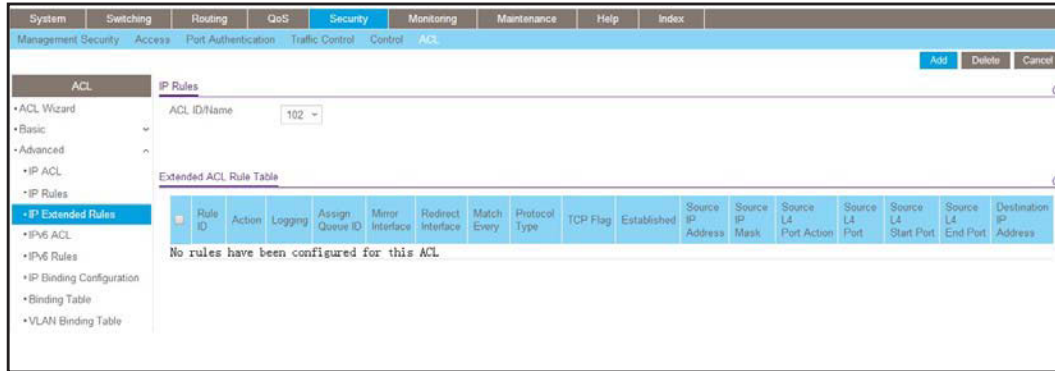 System Switching Routing QoS Security Monitoring Maintenance Help Index
Management Security Access Port Authentication Traffic Control Control ACL
Add Delete Cancel
ACL
IP Rules
• ACL Wizard
ACL ID/Name 102
• Basic
• Advanced
• IP ACL
Extended ACL Rule Table
• IP Rules
• IP Extended Rules
Rule ID Action Logging Assign Queue ID Mirror Interface Redirect Interface Match Every Protocol Type TCP Flag Established Source IP Address Source IP Mask Source L4 Port Action Source L4 Port Source L4 Start Port Source L4 End Port Destination IP Address
• IPv6 ACL
No rules have been configured for this ACL
• IPv6 Rules
• IP Binding Configuration
• Binding Table
• VLAN Binding Table